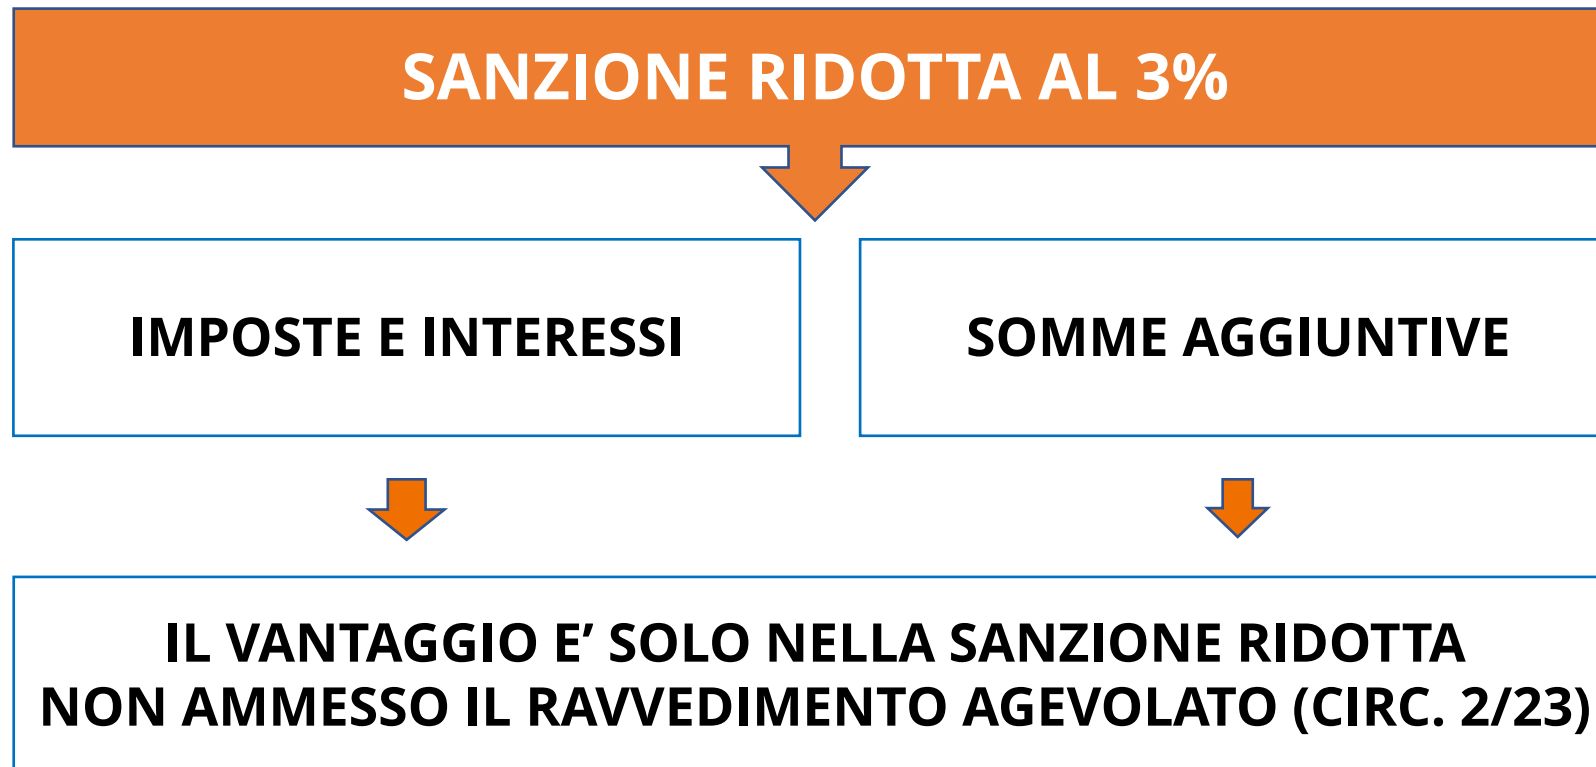 SANZIONE RIDOTTA AL 3%
IMPOSTE E INTERESSI
SOMME AGGIUNTIVE
IL VANTAGGIO E’ SOLO NELLA SANZIONE RIDOTTA
NON AMMESSO IL RAVVEDIMENTO AGEVOLATO (CIRC. 2/23)